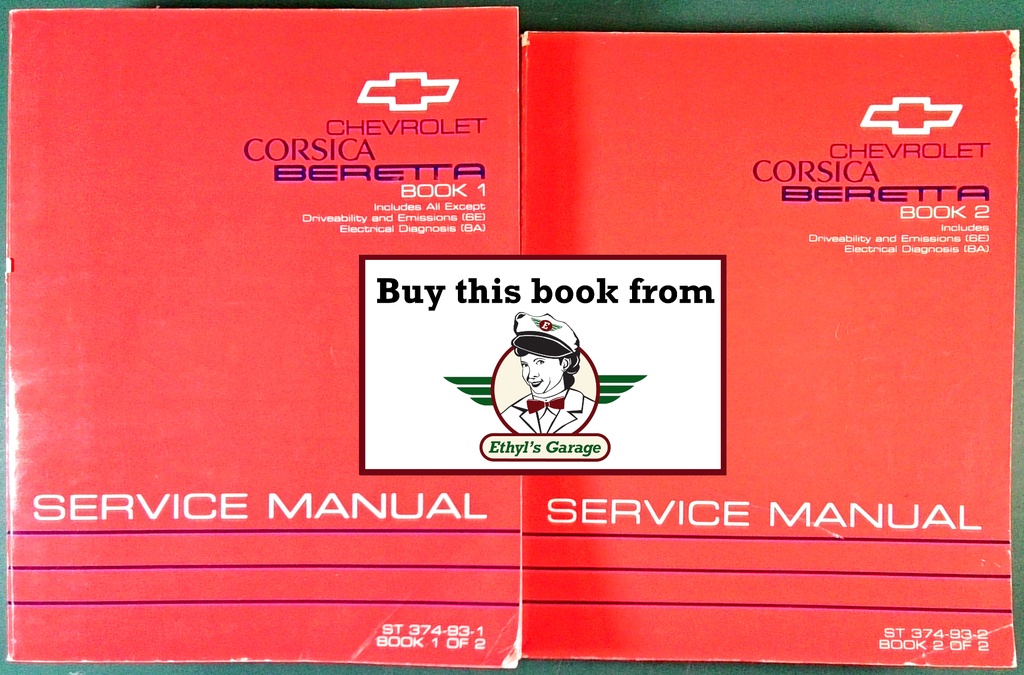 CHEVROLET
CORSICA
BERETTA
BOOK 1
Includes All Except
Driveability and Emissions (6E)
Electrical Diagnosis (8A)
SERVICE MANUAL
ST 374-93-1
BOOK 1 OF 2
CHEVROLET
CORSICA
BERETTA
BOOK 2
Includes
Driveability and Emissions (6E)
Electrical Diagnosis (8A)
SERVICE MANUAL
ST 374-93-2
BOOK 2 OF 2
Buy this book from
E
Ethyl's Garage